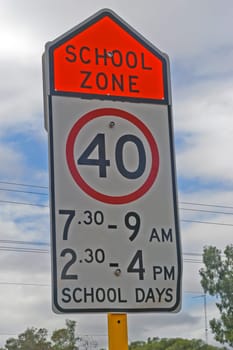 SCHOOL
ZONE
40
7.30 - 9 AM
2.30 - 4 PM
SCHOOL DAYS